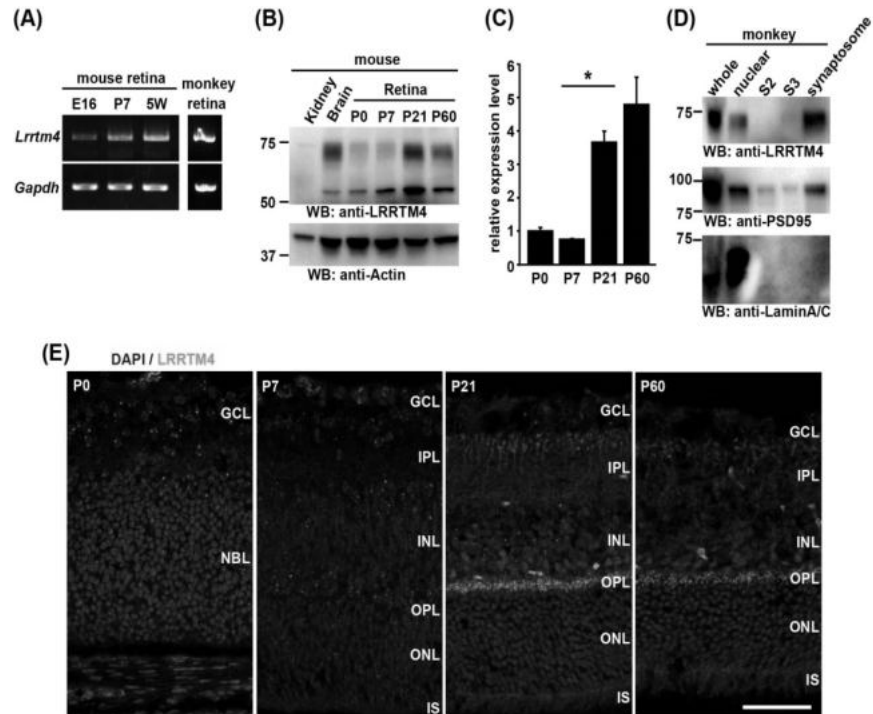 (A)
mouse retina
monkey retina
E16 P7 5W
Lrrtm4
Gapdh
(B)
mouse
Kidney Brain Retina
P0 P7 P21 P60
75
50
WB: anti-LRRTM4
37
WB: anti-Actin
(C)
relative expression level
*
6
5
4
3
2
1
0
P0 P7 P21 P60
(D)
monkey
whole nuclear S2 S3 synaptosome
75
WB: anti-LRRTM4
100
75
WB: anti-PSD95
75
WB: anti-LaminA/C
(E)
DAPI / LRRTM4
P0
GCL
IPL
NBL
P7
GCL
IPL
INL
OPL
ONL
IS
P21
GCL
IPL
INL
OPL
ONL
IS
P60
GCL
IPL
INL
OPL
ONL
IS